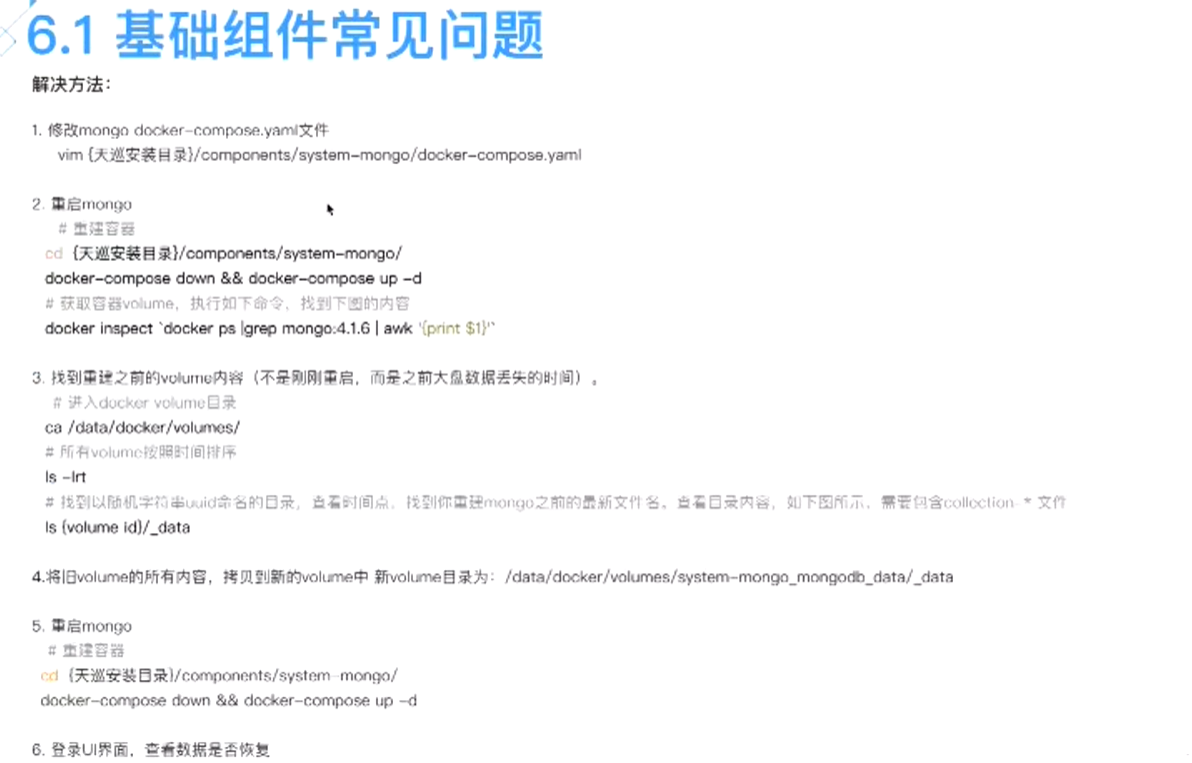 6.1 基础组件常见问题
解决方法：
1. 修改mongo docker-compose.yaml文件
vim {天巡安装目录}/components/system-mongo/docker-compose.yaml
2. 重启mongo
# 重建容器
cd {天巡安装目录}/components/system-mongo/
docker-compose down && docker-compose up -d
# 获取容器volume，执行如下命令、找到下图的内容
docker inspect `docker ps |grep mongo:4.1.6 | awk '{print $1}'`
3. 找到重建之前的volume内容（不是刚刚重启，而是之前大盘数据丢失的时间）。
# 进入docker volume目录
ca /data/docker/volumes/
# 所有volume按照时间排序
ls -lrt
# 找到以随机字符串uuid命名的目录，查看时间点、找到你重建mongo之前的最新文件名。查看目录内容，如下图所示、需要包含collection-* 文件
ls {volume id}/_data
4.将旧volume的所有内容，拷贝到新的volume中 新volume目录为：/data/docker/volumes/system-mongo_mongodb_data/_data
5. 重启mongo
# 重建容器
cd {天巡安装目录}/components/system-mongo/
docker-compose down && docker-compose up -d
6. 登录UI界面，查看数据是否恢复